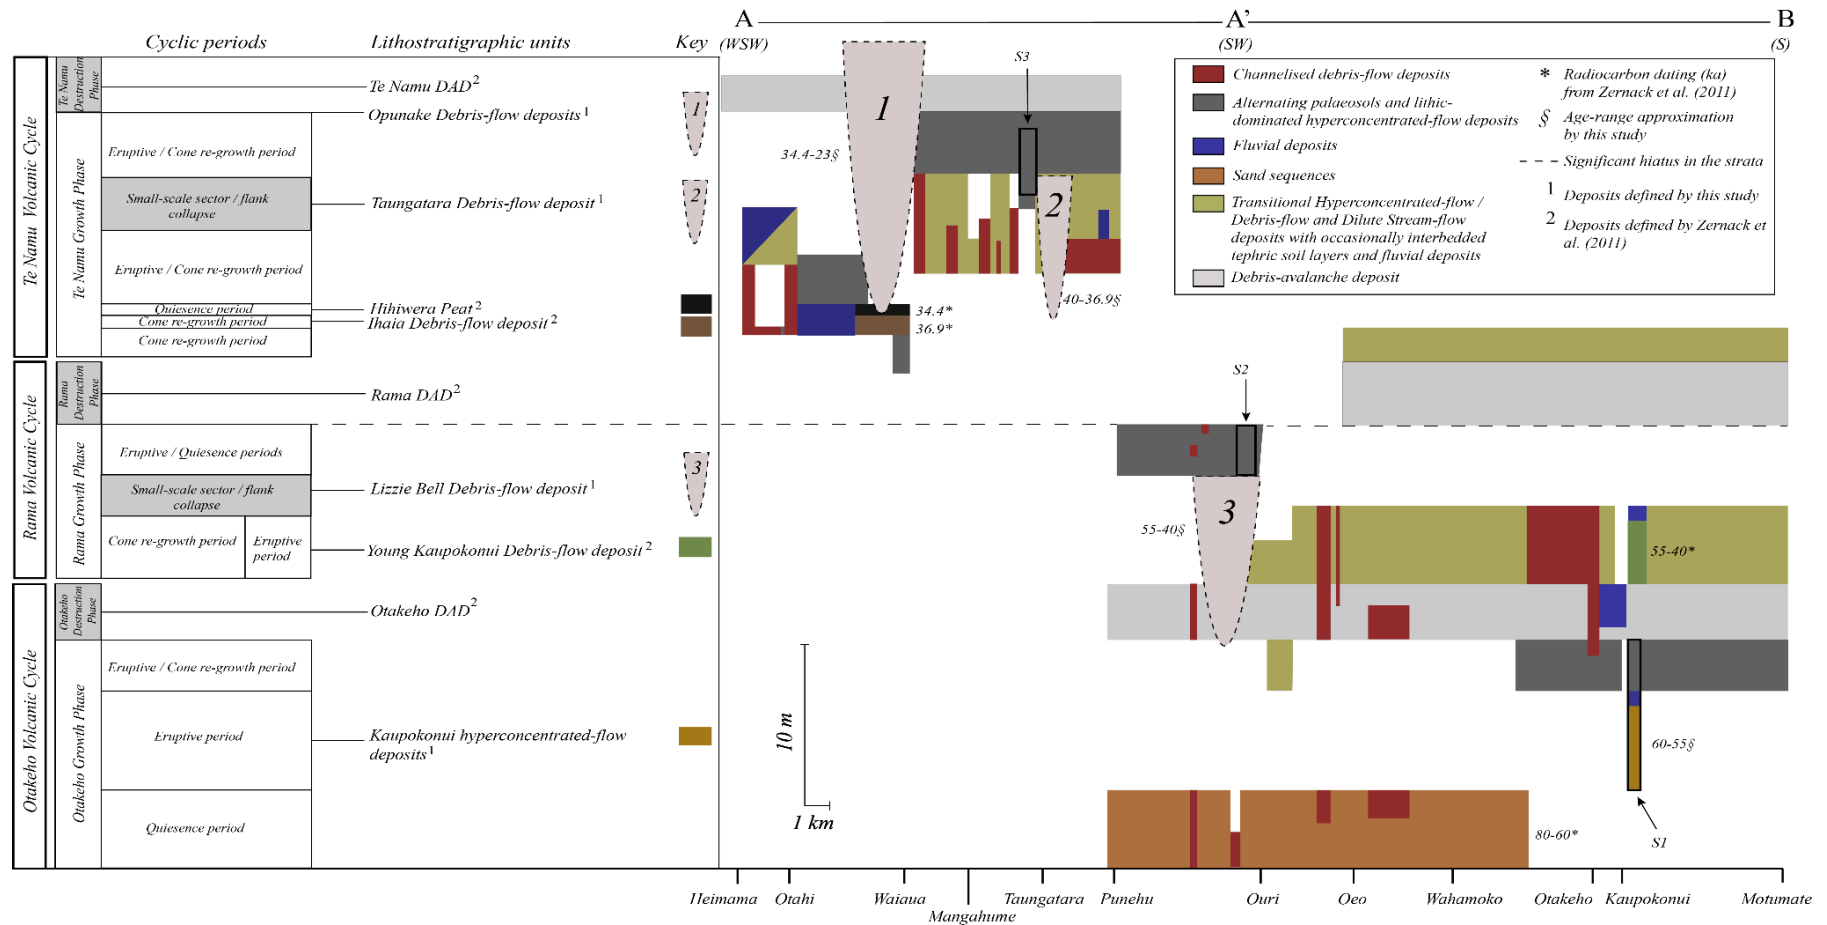 A
A'
B
Cyclic periods
Lithostratigraphic units
Key
(WSW)
(SW)
(S)
Te Namu Volcanic Cycle
Te Namu
Destruction
Phase
Te Namu Growth Phase
Te Namu DAD2
Opunake Debris-flow deposits1
Eruptive / Cone re-growth period
Small-scale sector / flank
collapse
Taungatara Debris-flow deposit1
Eruptive / Cone re-growth period
Quiesence period
Hihiwera Peat2
Cone re-growth period
Ihaia Debris-flow deposit2
Cone re-growth period
Rama Volcanic Cycle
Rama
Destruction
Phase
Rama Growth Phase
Rama DAD2
Eruptive / Quiesence periods
Small-scale sector / flank
collapse
Lizzie Bell Debris-flow deposit1
Cone re-growth period
Eruptive
period
Young Kaupokonui Debris-flow deposit2
Otakeho Volcanic Cycle
Otakeho
Destruction
Phase
Otakeho Growth Phase
Otakeho DAD2
Eruptive / Cone re-growth period
Eruptive period
Kaupokonui hyperconcentrated-flow
deposits1
Quiesence period
1
2
3
1
S3
34.4-23§
2
40-36.9§
34.4*
36.9*
S2
3
55-40§
55-40*
60-55§
S1
80-60*
10 m
1 km
Channelised debris-flow deposits
Alternating palaeosols and lithic-
dominated hyperconcentrated-flow deposits
Fluvial deposits
Sand sequences
Transitional Hyperconcentrated-flow /
Debris-flow and Dilute Stream-flow
deposits with occasionally interbedded
tephric soil layers and fluvial deposits
Debris-avalanche deposit
* Radiocarbon dating (ka)
from Zernack et al. (2011)
§ Age-range approximation
by this study
Significant hiatus in the strata
1 Deposits defined by this study
2 Deposits defined by Zernack et
al. (2011)
Heimama
Otahi
Waiaua
Mangahume
Taungatara
Punehu
Ouri
Oeo
Wahamoko
Otakeho
Kaupokonui
Motumate